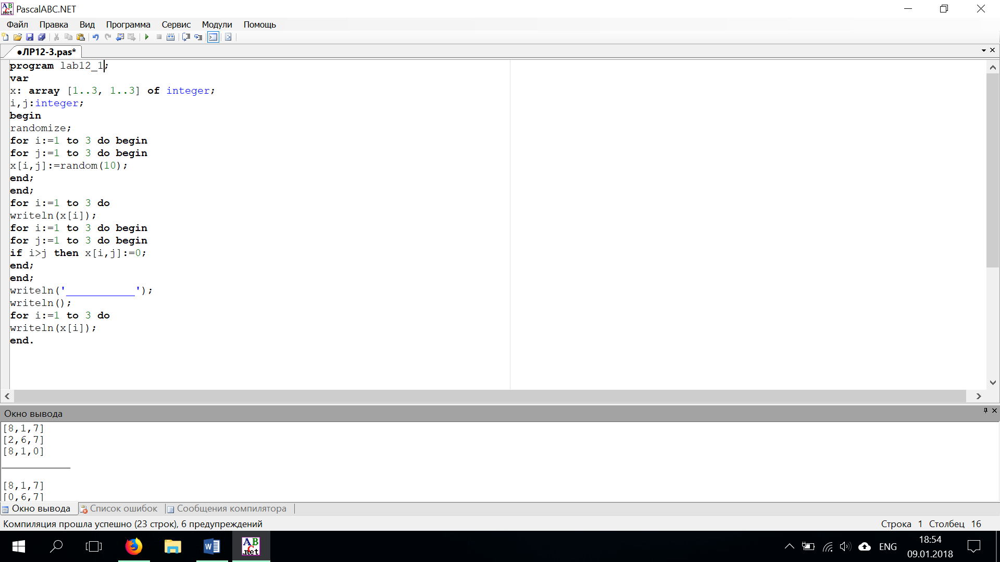 PascalABC.NET
Файл Правка Вид Программа Сервис Модули Помощь
●ЛР12-3.pas*
program lab12_1;
var
x: array [1..3, 1..3] of integer;
i,j:integer;
begin
randomize;
for i:=1 to 3 do begin
for j:=1 to 3 do begin
x[i,j]:=random(10);
end;
end;
for i:=1 to 3 do
writeln(x[i]);
for i:=1 to 3 do begin
for j:=1 to 3 do begin
if i>j then x[i,j]:=0;
end;
end;
writeln('___________');
writeln();
for i:=1 to 3 do
writeln(x[i]);
end.
Окно вывода
[8,1,7]
[2,6,7]
[8,1,0]
___________
[8,1,7]
[0,6,7]
Окно вывода Список ошибок Сообщения компилятора
Компиляция прошла успешно (23 строк), 6 предупреждений Строка 1 Столбец 16
ENG 18:54
09.01.2018